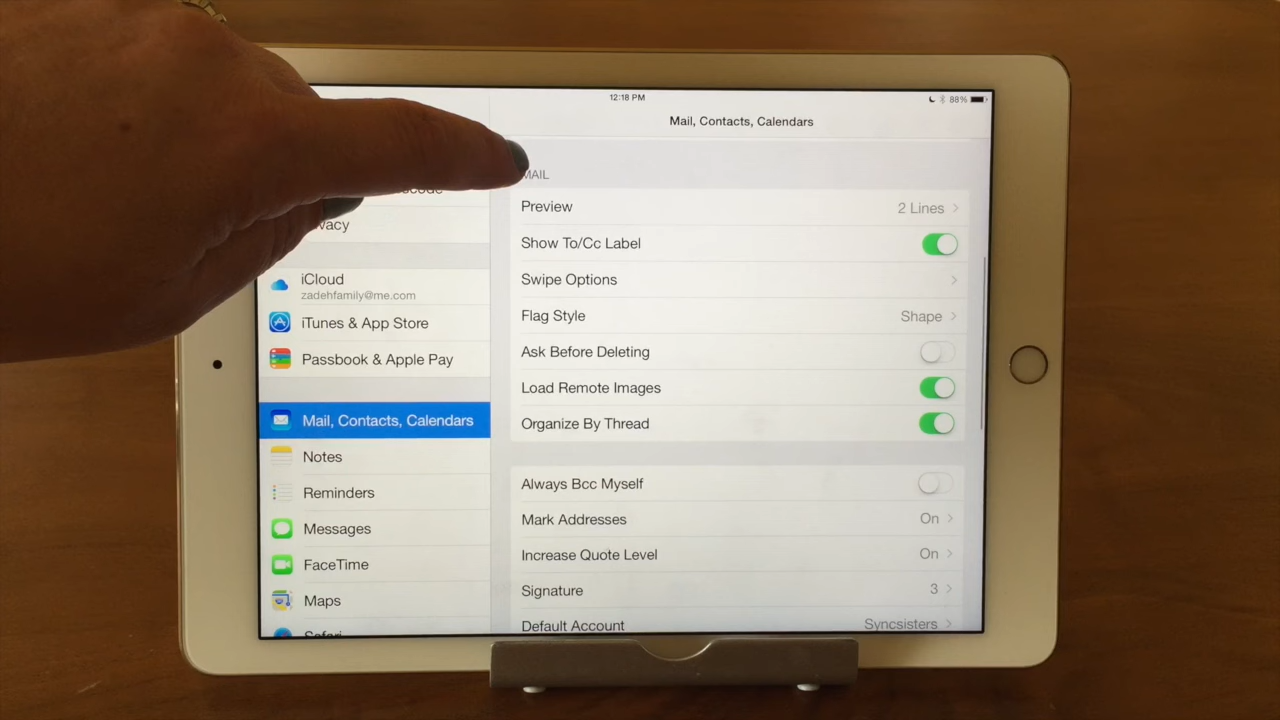 12:18 PM
88%
Mail, Contacts, Calendars
MAIL
Preview 2 Lines
Show To/Cc Label
Swipe Options
Flag Style Shape
Ask Before Deleting
Load Remote Images
Organize By Thread
Always Bcc Myself
Mark Addresses On
Increase Quote Level On
Signature 3
Default Account Syncsisters
iCloud
zadehfamily@me.com
iTunes & App Store
Passbook & Apple Pay
Mail, Contacts, Calendars
Notes
Reminders
Messages
FaceTime
Maps
Safari